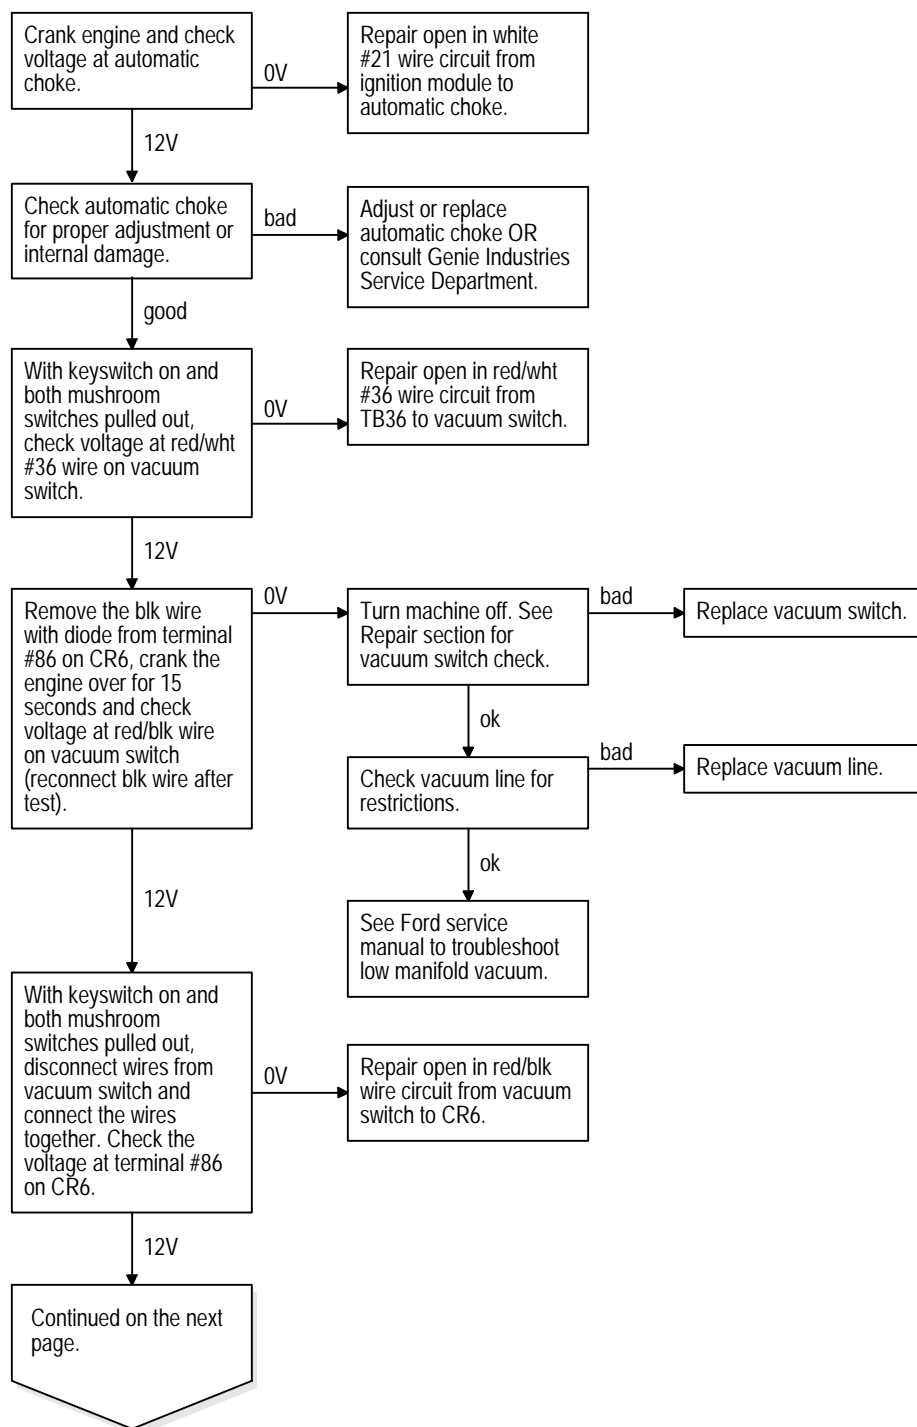 Crank engine and check
voltage at automatic
choke.
0V
Repair open in white
#21 wire circuit from
ignition module to
automatic choke.
12V
Check automatic choke
for proper adjustment or
internal damage.
bad
Adjust or replace
automatic choke OR
consult Genie Industries
Service Department.
good
With keyswitch on and
both mushroom
switches pulled out,
check voltage at red/wht
#36 wire on vacuum
switch.
0V
Repair open in red/wht
#36 wire circuit from
TB36 to vacuum switch.
12V
Remove the blk wire
with diode from terminal
#86 on CR6, crank the
engine over for 15
seconds and check
voltage at red/blk wire
on vacuum switch
(reconnect blk wire after
test).
0V
Turn machine off. See
Repair section for
vacuum switch check.
bad
Replace vacuum switch.
ok
Check vacuum line for
restrictions.
bad
Replace vacuum line.
ok
See Ford service
manual to troubleshoot
low manifold vacuum.
12V
With keyswitch on and
both mushroom
switches pulled out,
disconnect wires from
vacuum switch and
connect the wires
together. Check the
voltage at terminal #86
on CR6.
0V
Repair open in red/blk
wire circuit from vacuum
switch to CR6.
12V
Continued on the next
page.